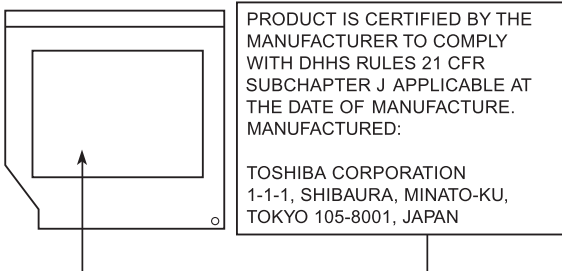 PRODUCT IS CERTIFIED BY THE
MANUFACTURER TO COMPLY
WITH DHHS RULES 21 CFR
SUBCHAPTER J APPLICABLE AT
THE DATE OF MANUFACTURE.
MANUFACTURED:
TOSHIBA CORPORATION
1-1-1, SHIBAURA, MINATO-KU,
TOKYO 105-8001, JAPAN